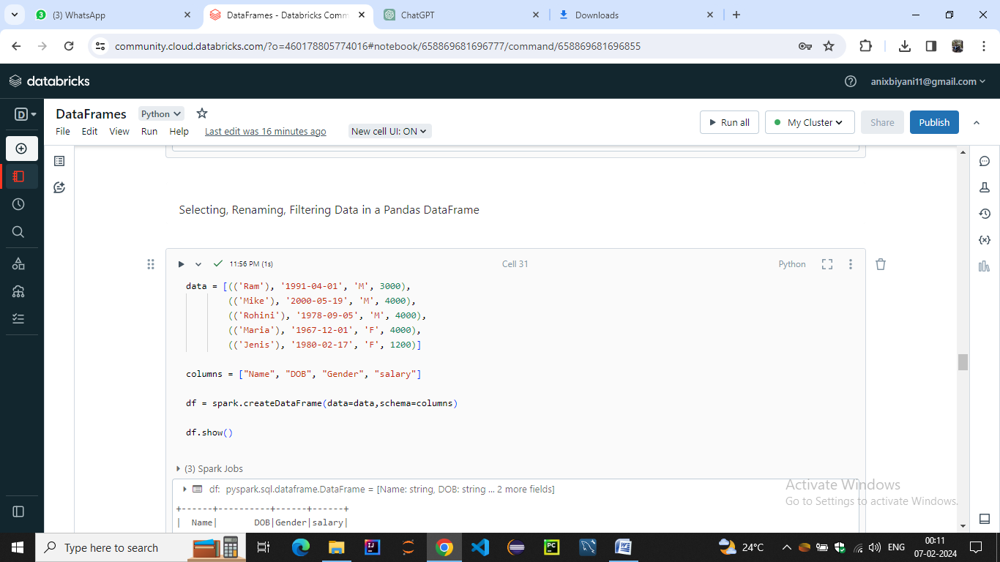 (3) WhatsApp
DataFrames - Databricks Comm
ChatGPT
Downloads
community.cloud.databricks.com/?o=460178805774016#notebook/658869681696777/command/658869681696855
databricks
anixbiyani11@gmail.com
D
DataFrames
Python
File Edit View Run Help
Last edit was 16 minutes ago
New cell UI: ON
Run all
My Cluster
Share
Publish
Selecting, Renaming, Filtering Data in a Pandas DataFrame
11:56 PM (1s)
Cell 31
Python
data = [(('Ram'), '1991-04-01', 'M', 3000),
(('Mike'), '2000-05-19', 'M', 4000),
(('Rohini'), '1978-09-05', 'M', 4000),
(('Maria'), '1967-12-01', 'F', 4000),
(('Jenis'), '1980-02-17', 'F', 1200)]
columns = ["Name", "DOB", "Gender", "salary"]
df = spark.createDataFrame(data=data,schema=columns)
df.show()
(3) Spark Jobs
df: pyspark.sql.dataframe.DataFrame = [Name: string, DOB: string ... 2 more fields]
+------+----------+------+------+
|  Name|       DOB|Gender|salary|
Activate Windows
Go to Settings to activate Windows.
Type here to search
24°C
ENG
00:11
07-02-2024